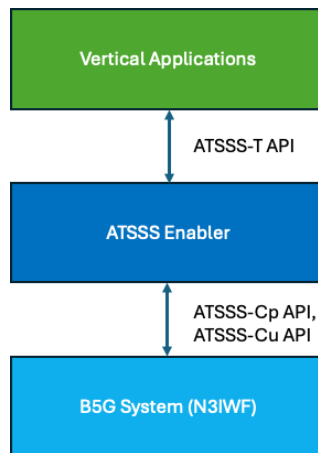 Vertical Applications
ATSSS-T API
ATSSS Enabler
ATSSS-Cp API,
ATSSS-Cu API
B5G System (N3IWF)